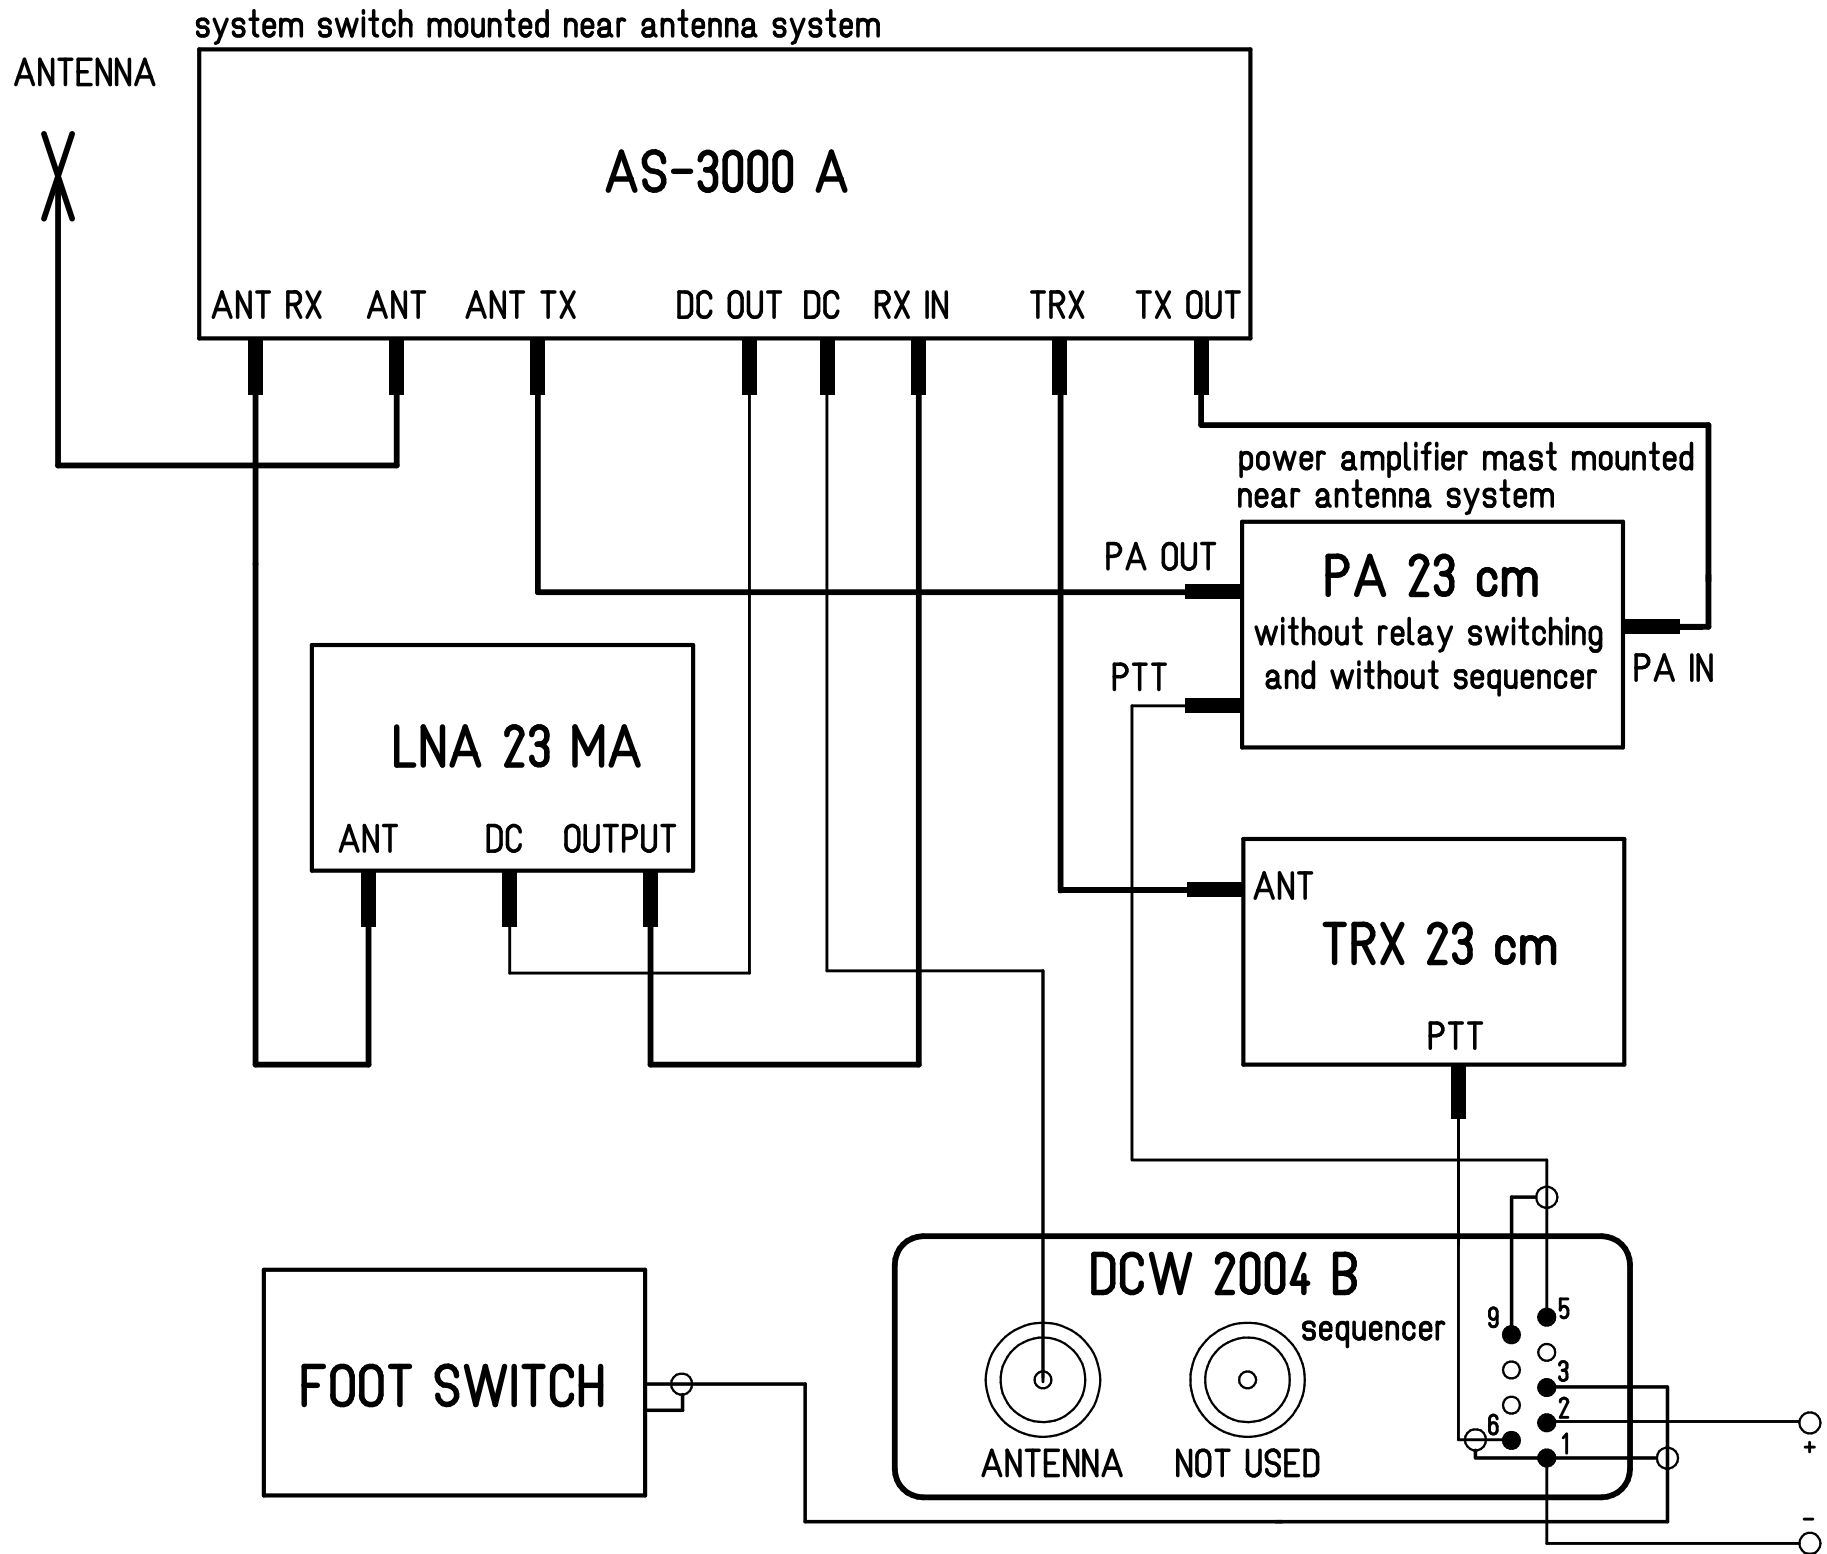 system switch mounted near antenna system
ANTENNA
AS-3000 A
ANT RX ANT ANT TX DC OUT DC RX IN TRX TX OUT
power amplifier mast mounted
near antenna system
PA OUT
PA 23 cm
without relay switching
and without sequencer
PA IN
PTT
LNA 23 MA
ANT DC OUTPUT
ANT
TRX 23 cm
PTT
DCW 2004 B
sequencer
9
5
3
2
6
1
+
-
ANTENNA
NOT USED
FOOT SWITCH